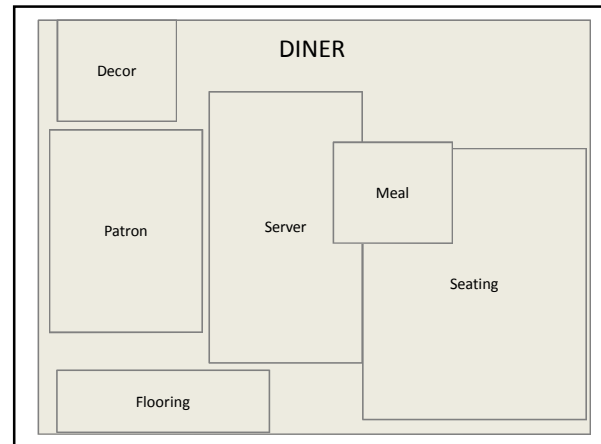 DINER
Decor
Patron
Server
Meal
Seating
Flooring